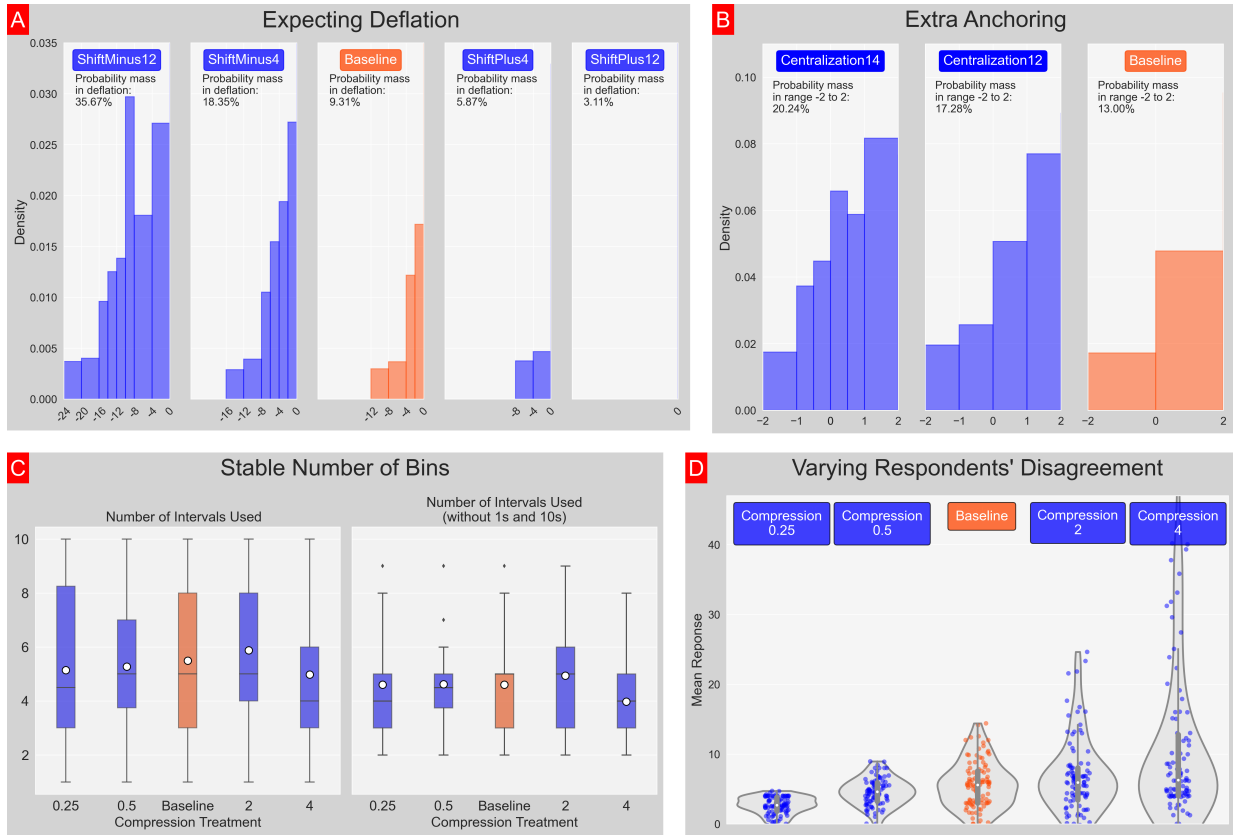 A
Expecting Deflation
ShiftMinus12
Probability mass
in deflation:
35.67%
ShiftMinus4
Probability mass
in deflation:
18.35%
Baseline
Probability mass
in deflation:
9.31%
ShiftPlus4
Probability mass
in deflation:
5.87%
ShiftPlus12
Probability mass
in deflation:
3.11%
Density
0.035
0.030
0.025
0.020
0.015
0.010
0.005
0.000
-24 -20 -16 -12 -8 -4 0
-16 -12 -8 -4 0
-12 -8 -4 0
-8 -4 0
0
B
Extra Anchoring
Centralization14
Probability mass
in range -2 to 2:
20.24%
Centralization12
Probability mass
in range -2 to 2:
17.28%
Baseline
Probability mass
in range -2 to 2:
13.00%
Density
0.10
0.08
0.06
0.04
0.02
0.00
−2 −1 0 1 2
−2 −1 0 1 2
−2 0 2
C
Stable Number of Bins
Number of Intervals Used
10
8
6
4
2
0.25 0.5 Baseline 2 4
Compression Treatment
Number of Intervals Used
(without 1s and 10s)
0.25 0.5 Baseline 2 4
Compression Treatment
D
Varying Respondents' Disagreement
Compression
0.25
Compression
0.5
Baseline
Compression
2
Compression
4
Mean Reponse
40
30
20
10
0